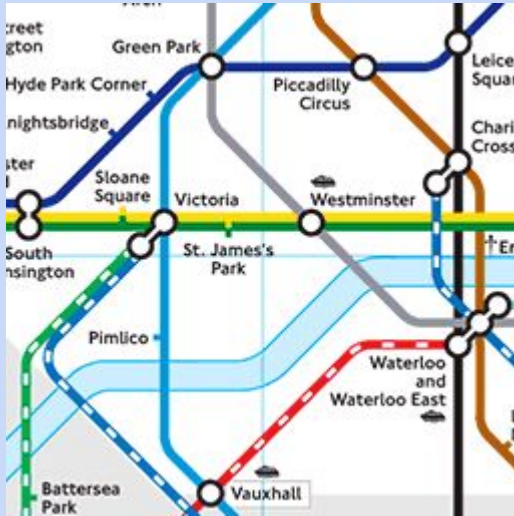 Green Park
Hyde Park Corner
Piccadilly
Circus
Sloane
Square
Victoria
Westminster
St. James's
Park
South
Pimlico
Waterloo
and
Waterloo East
Battersea
Park
Vauxhall